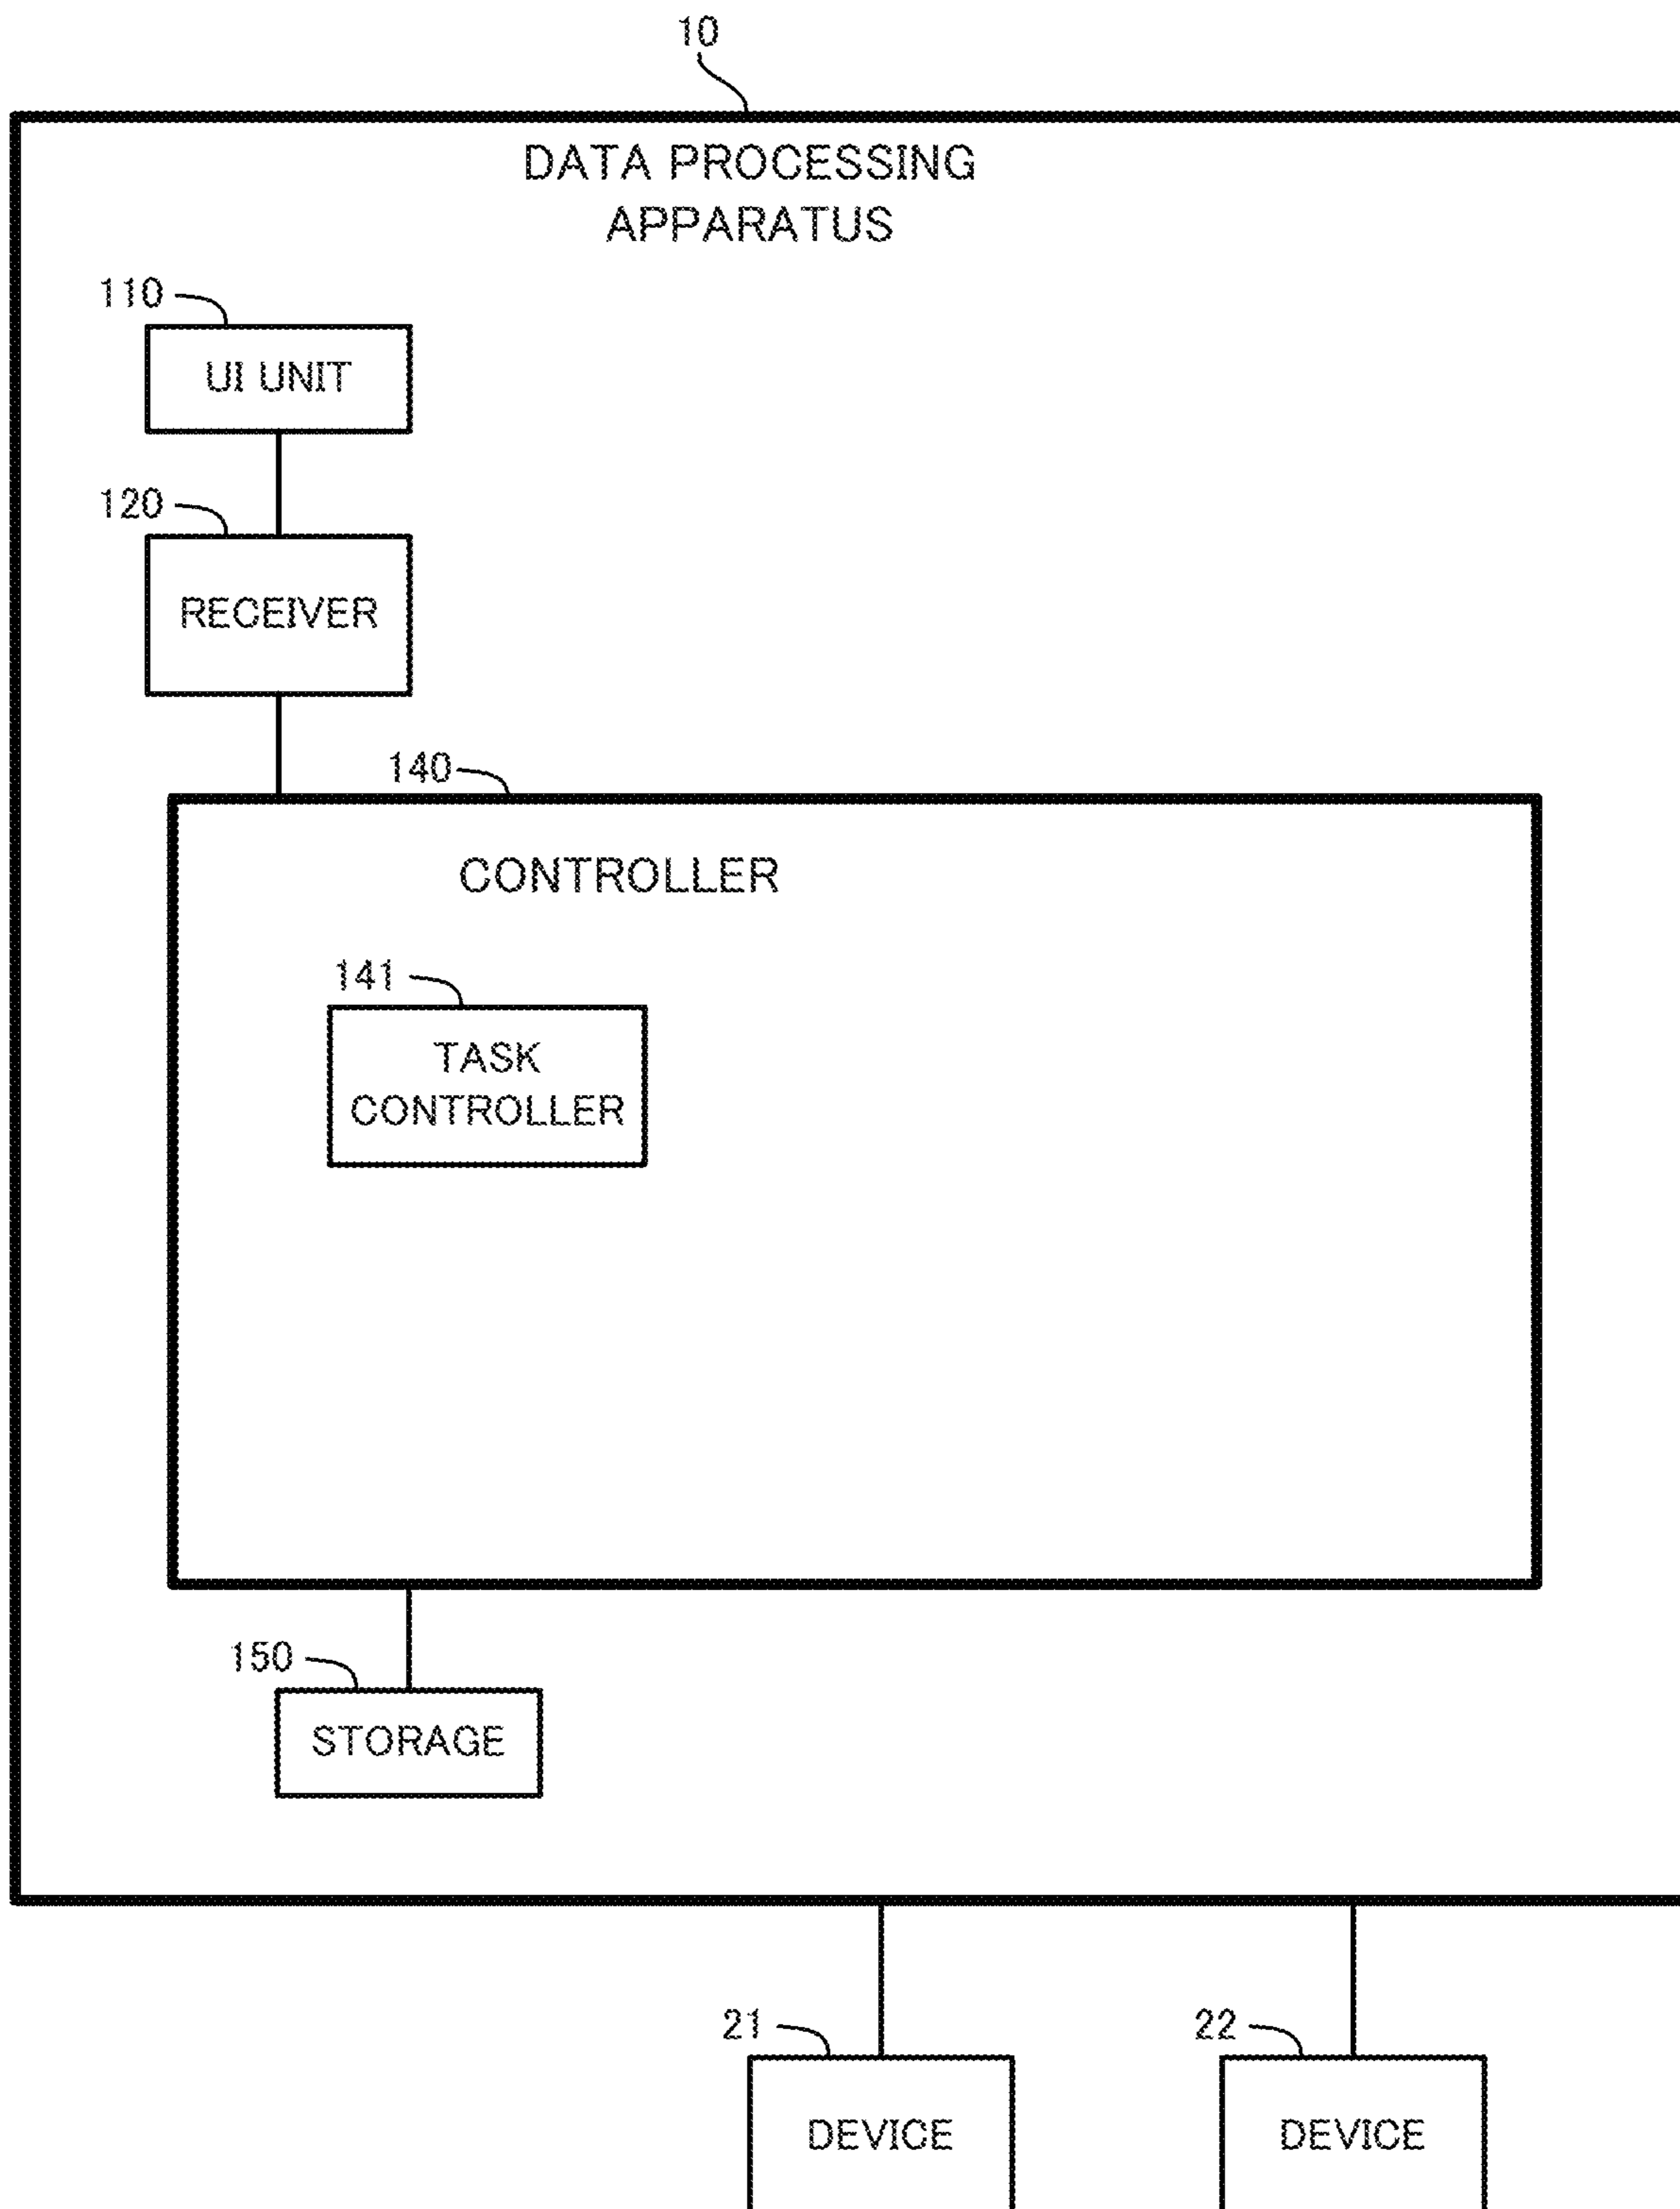 10
DATA PROCESSING
APPARATUS
110
UI UNIT
120
RECEIVER
140
CONTROLLER
141
TASK
CONTROLLER
150
STORAGE
21
22
DEVICE
DEVICE